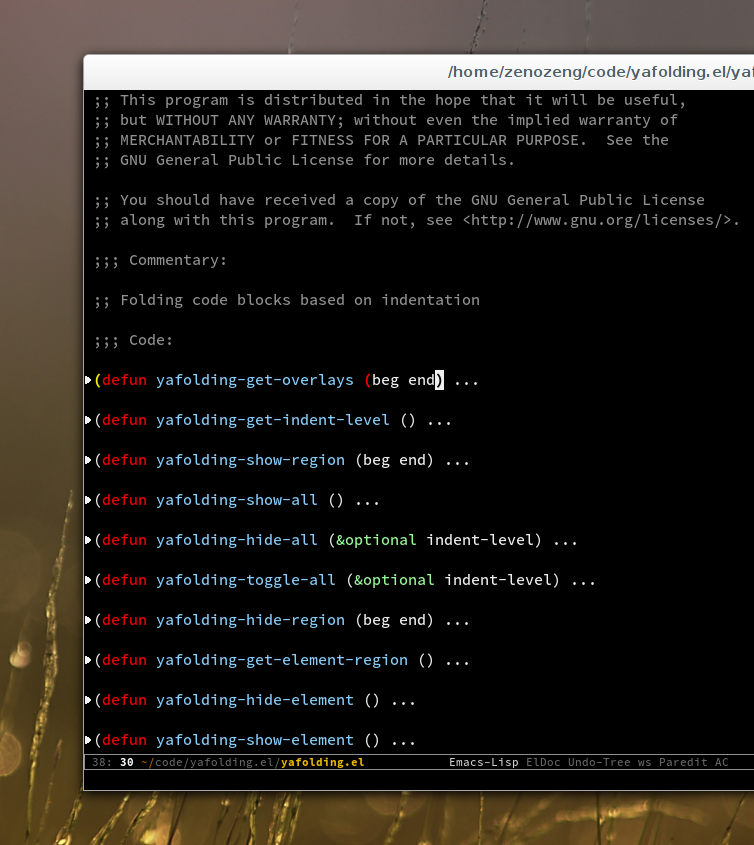 /home/zenozeng/code/yafolding.el/yaf
;; This program is distributed in the hope that it will be useful,
;; but WITHOUT ANY WARRANTY; without even the implied warranty of
;; MERCHANTABILITY or FITNESS FOR A PARTICULAR PURPOSE.  See the
;; GNU General Public License for more details.
;; You should have received a copy of the GNU General Public License
;; along with this program.  If not, see <http://www.gnu.org/licenses/>.
;;; Commentary:
;; Folding code blocks based on indentation
;;; Code:
(defun yafolding-get-overlays (beg end) ...
(defun yafolding-get-indent-level () ...
(defun yafolding-show-region (beg end) ...
(defun yafolding-show-all () ...
(defun yafolding-hide-all (&optional indent-level) ...
(defun yafolding-toggle-all (&optional indent-level) ...
(defun yafolding-hide-region (beg end) ...
(defun yafolding-get-element-region () ...
(defun yafolding-hide-element () ...
(defun yafolding-show-element () ...
38: 30 ~/code/yafolding.el/yafolding.el Emacs-Lisp ElDoc Undo-Tree ws Paredit AC